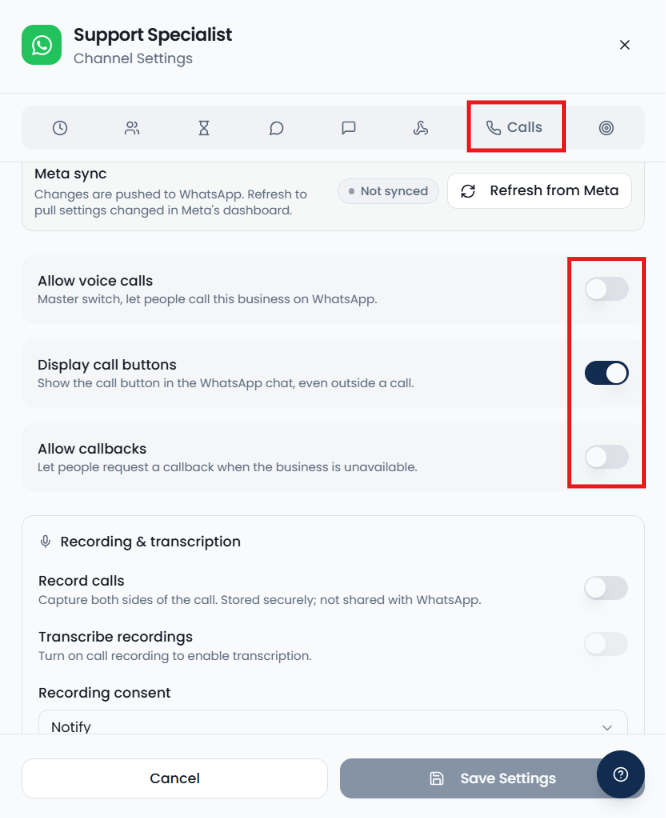 Support Specialist
Channel Settings
Calls
Meta sync
Changes are pushed to WhatsApp. Refresh to
pull settings changed in Meta's dashboard.
Not synced
Refresh from Meta
Allow voice calls
Master switch, let people call this business on WhatsApp.
Display call buttons
Show the call button in the WhatsApp chat, even outside a call.
Allow callbacks
Let people request a callback when the business is unavailable.
Recording & transcription
Record calls
Capture both sides of the call. Stored securely; not shared with WhatsApp.
Transcribe recordings
Turn on call recording to enable transcription.
Recording consent
Notify
Cancel
Save Settings